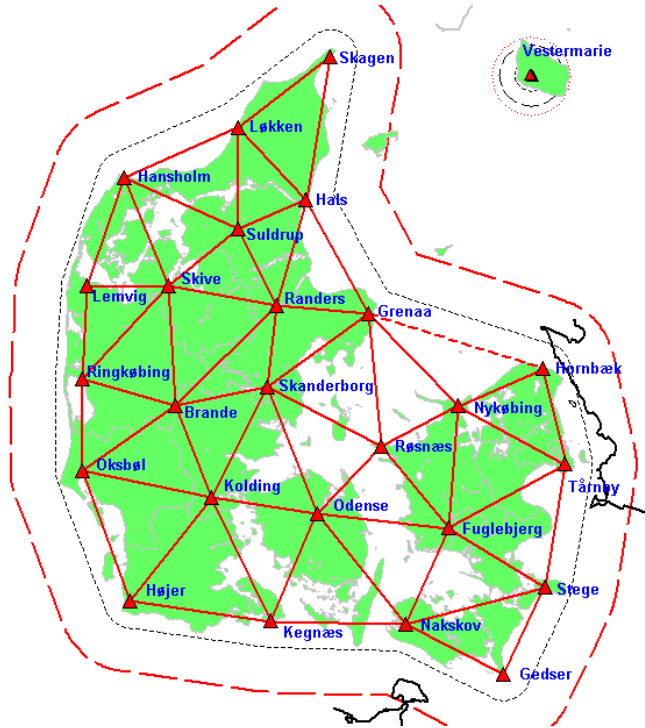 Vestermarie
Skagen
Løkken
Hansholm
Hals
Suldrup
Skive
Lemvig
Randers
Grenaa
Ringkøbing
Skanderborg
Hornbæk
Brande
Nykøbing
Røsnæs
Oksbøl
Tårnby
Kolding
Odense
Fuglebjerg
Højer
Stege
Kegnæs
Nakskov
Gedser